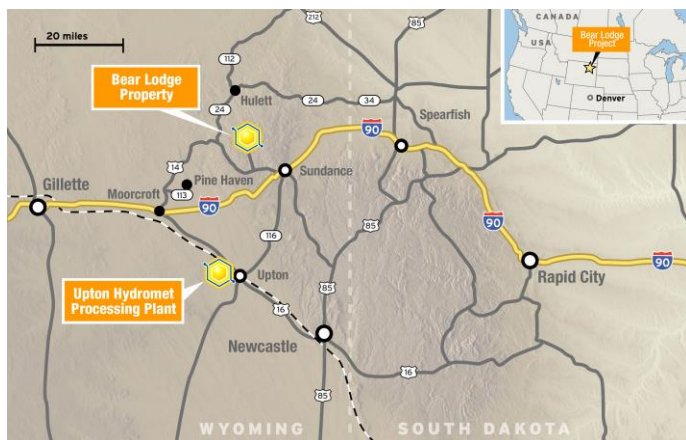 20 miles
212
85
CANADA
USA
Bear Lodge
Project
Denver
112
Bear Lodge
Property
Hulett
24
24
34
Spearfish
90
14
Gillette
Pine Haven
Sundance
Moorcroft
113
90
85
90
116
Rapid City
90
Upton Hydromet
Processing Plant
Upton
85
16
Newcastle
16
85
WYOMING
SOUTH DAKOTA